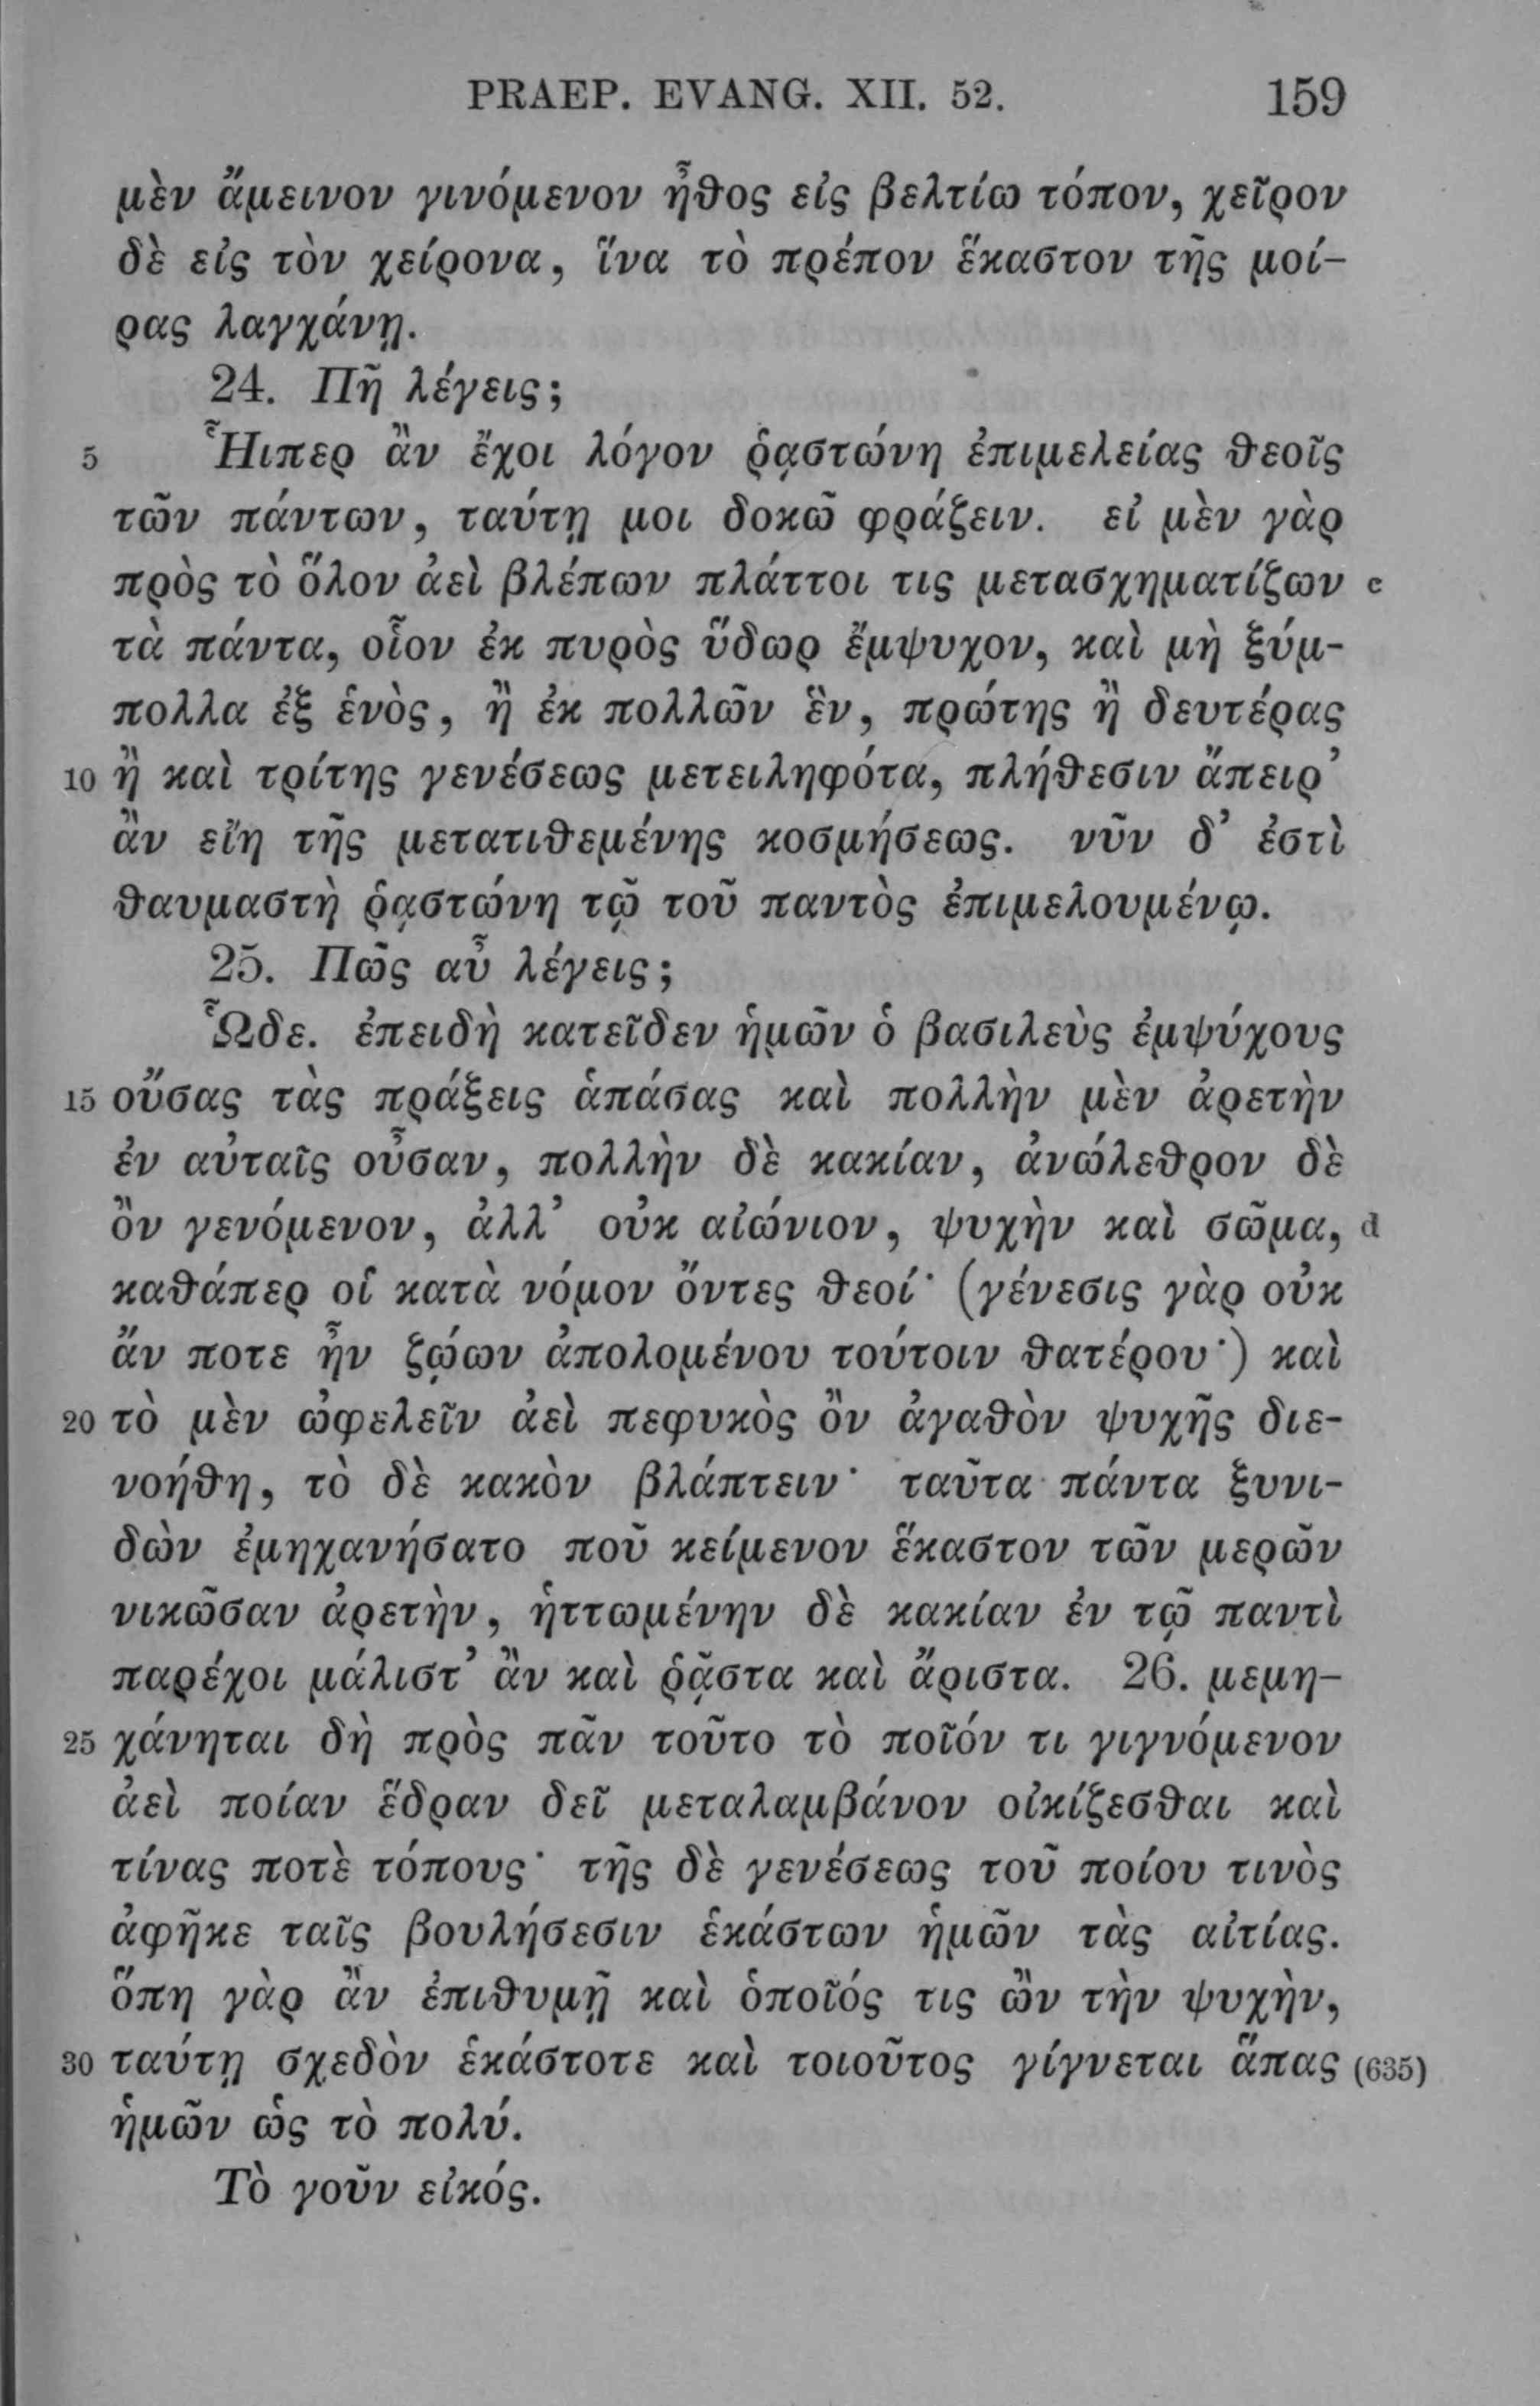 PRAEP. EVANG. XII. 52. 159
μὲν ἄμεινον γινόμενον ἦθος εἰς βελτίω τόπον, χεῖρον
δὲ εἰς τὸν χείρονα, ἵνα τὸ πρέπον ἕκαστον τῆς μοί-
ρας λαγχάνῃ.
24. Πῆ λέγεις;
5 Ἧιπερ ἂν ἔχοι λόγον ῥᾳστώνη ἐπιμελείας θεοῖς
τῶν πάντων, ταύτῃ μοι δοκῶ φράζειν. εἰ μὲν γὰρ
πρὸς τὸ ὅλον ἀεὶ βλέπων πλάττοι τις μετασχηματίζων c
τὰ πάντα, οἷον ἐκ πυρὸς ὕδωρ ἔμψυχον, καὶ μὴ ξύμ-
πολλα ἐξ ἑνὸς, ἢ ἐκ πολλῶν ἓν, πρώτης ἢ δευτέρας
10 ἢ καὶ τρίτης γενέσεως μετειληφότα, πλήθεσιν ἄπειρ’
ἂν εἴη τῆς μετατιθεμένης κοσμήσεως. νῦν δ’ ἐστὶ
θαυμαστὴ ῥᾳστώνη τῷ τοῦ παντὸς ἐπιμελουμένῳ.
25. Πῶς αὖ λέγεις;
Ὧδε. ἐπειδὴ κατεῖδεν ἡμῶν ὁ βασιλεὺς ἐμψύχους
15 οὔσας τὰς πράξεις ἁπάσας καὶ πολλὴν μὲν ἀρετὴν
ἐν αὐταῖς οὖσαν, πολλὴν δὲ κακίαν, ἀνώλεθρον δὲ
ὂν γενόμενον, ἀλλ’ οὐκ αἰώνιον, ψυχὴν καὶ σῶμα, d
καθάπερ οἱ κατὰ νόμον ὄντες θεοί· (γένεσις γὰρ οὐκ
ἄν ποτε ἦν ζῴων ἀπολομένου τούτοιν θατέρου·) καὶ
20 τὸ μὲν ὠφελεῖν ἀεὶ πεφυκὸς ὂν ἀγαθὸν ψυχῆς διε-
νοήθη, τὸ δὲ κακὸν βλάπτειν· ταῦτα πάντα ξυνι-
δὼν ἐμηχανήσατο ποῦ κείμενον ἕκαστον τῶν μερῶν
νικῶσαν ἀρετὴν, ἡττωμένην δὲ κακίαν ἐν τῷ παντὶ
παρέχοι μάλιστ’ ἂν καὶ ῥᾷστα καὶ ἄριστα. 26. μεμη-
25 χάνηται δὴ πρὸς πᾶν τοῦτο τὸ ποῖόν τι γιγνόμενον
ἀεὶ ποίαν ἕδραν δεῖ μεταλαμβάνον οἰκίζεσθαι καὶ
τίνας ποτὲ τόπους· τῆς δὲ γενέσεως τοῦ ποίου τινὸς
ἀφῆκε ταῖς βουλήσεσιν ἑκάστων ἡμῶν τὰς αἰτίας.
ὅπη γὰρ ἂν ἐπιθυμῇ καὶ ὁποῖός τις ὢν τὴν ψυχὴν,
30 ταύτῃ σχεδὸν ἑκάστοτε καὶ τοιοῦτος γίγνεται ἅπας (635)
ἡμῶν ὡς τὸ πολύ.
Τὸ γοῦν εἰκός.